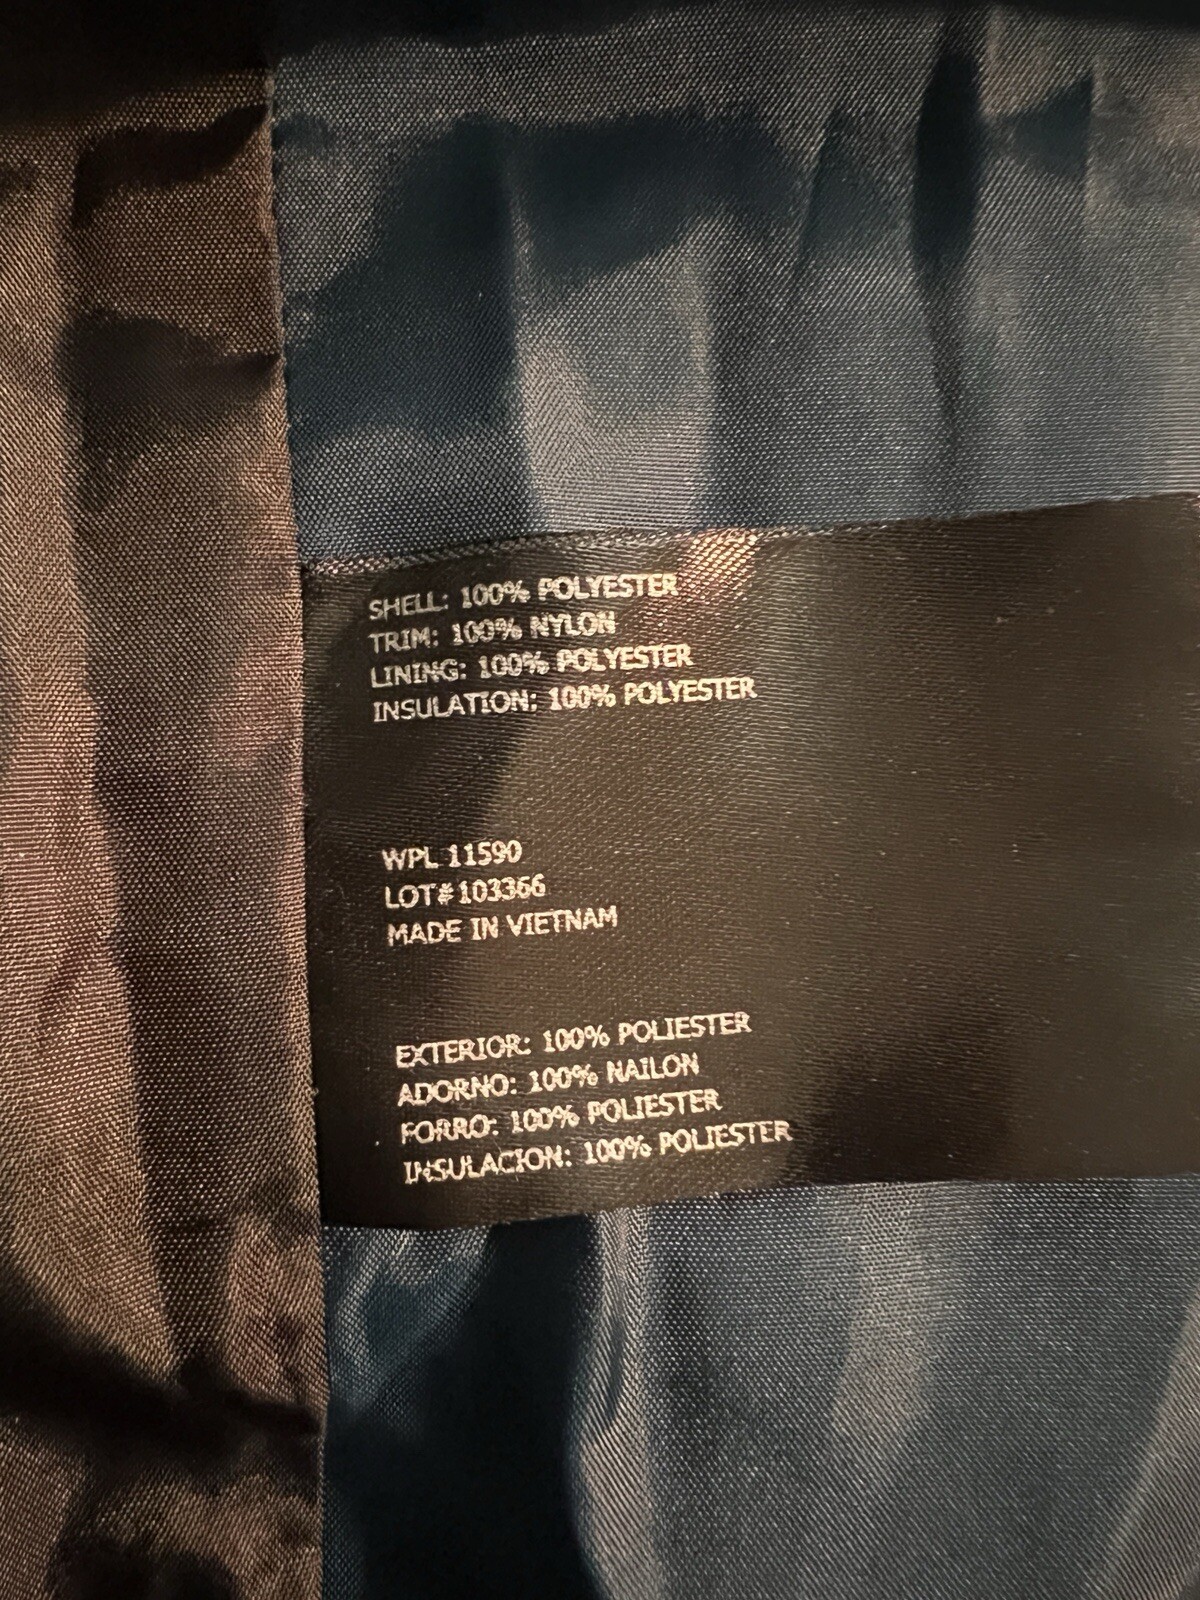 SHELL: 100% POLYESTER
TRIM: 100% NYLON
LINING: 100% POLYESTER
INSULATION: 100% POLYESTER
WPL 11590
LOT#103366
MADE IN VIETNAM
EXTERIOR: 100% POLIESTER
ADORNO: 100% NAILON
FORRO: 100% POLIESTER
INSULACION: 100% POLIESTER